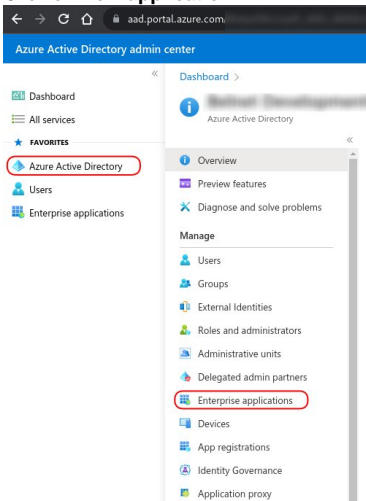 aad.portal.azure.com
Azure Active Directory admin center
Dashboard >
Dashboard
All services
FAVORITES
Azure Active Directory
Users
Enterprise applications
Azure Active Directory
Overview
Preview features
Diagnose and solve problems
Manage
Users
Groups
External Identities
Roles and administrators
Administrative units
Delegated admin partners
Enterprise applications
Devices
App registrations
Identity Governance
Application proxy